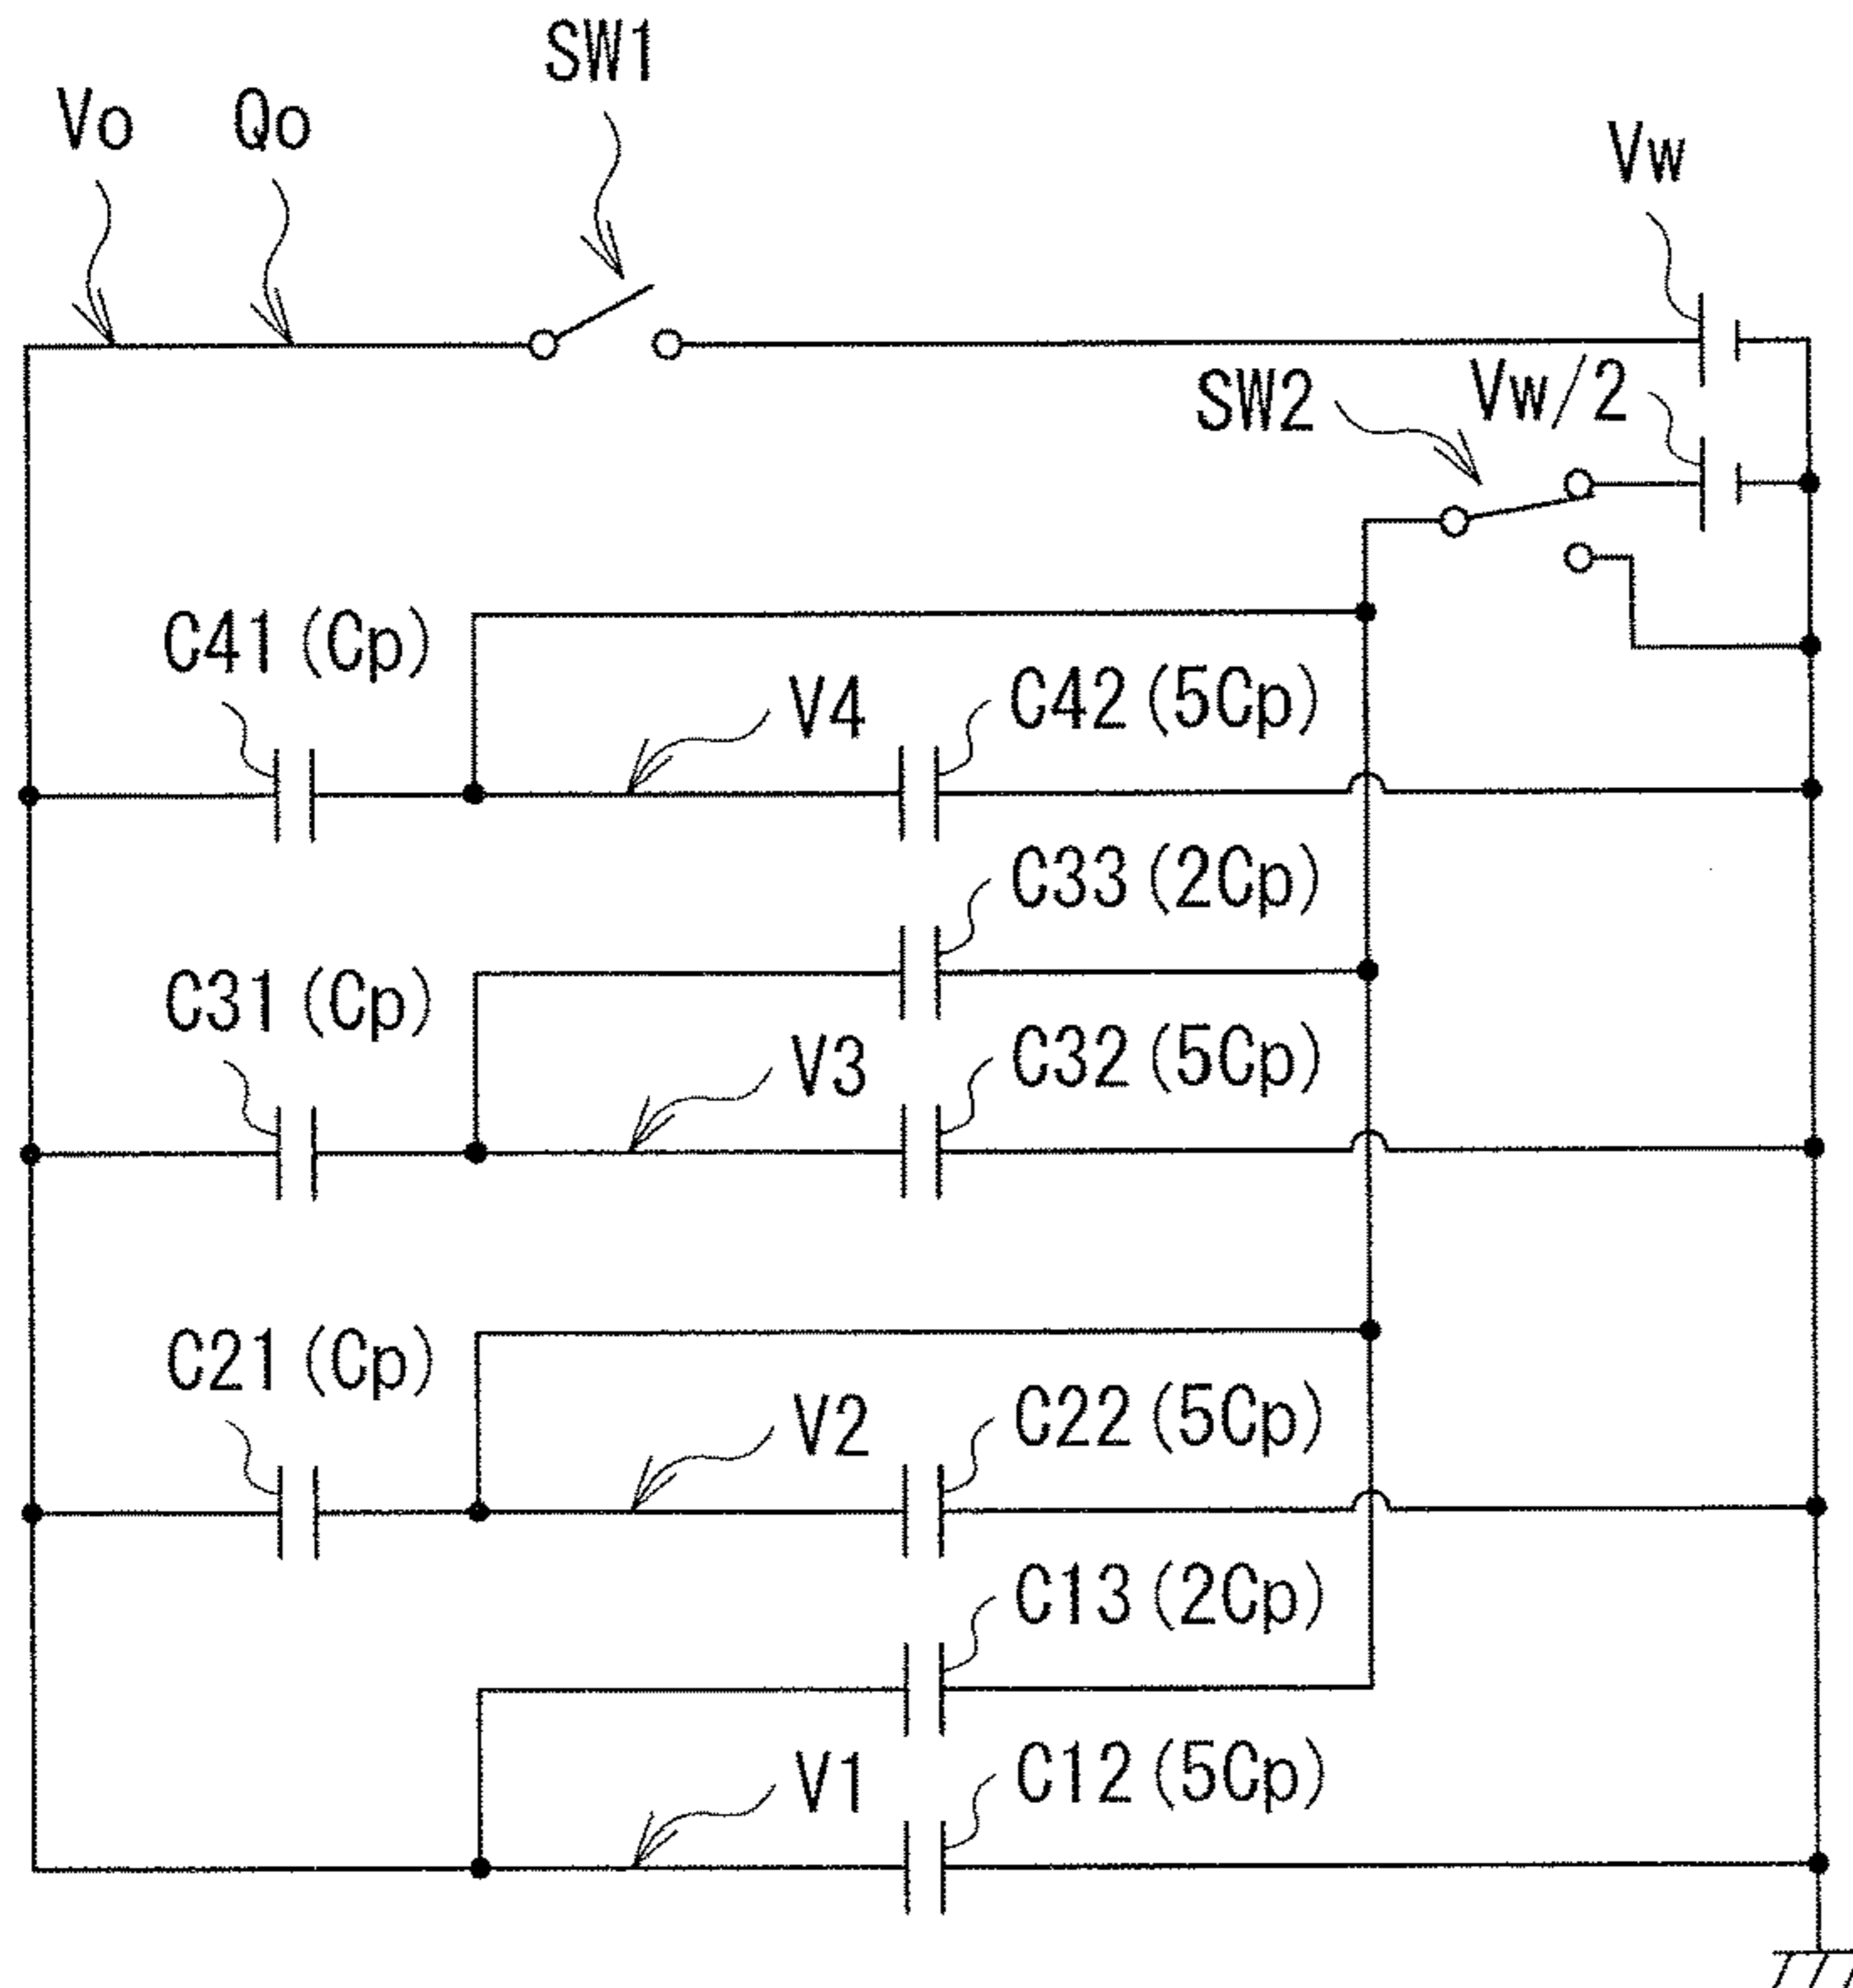 SW1
Vo
Qo
Vw
SW2
Vw/2
C41(Cp)
V4
C42(5Cp)
C33(2Cp)
C31(Cp)
V3
C32(5Cp)
C21(Cp)
V2
C22(5Cp)
C13(2Cp)
V1
C12(5Cp)